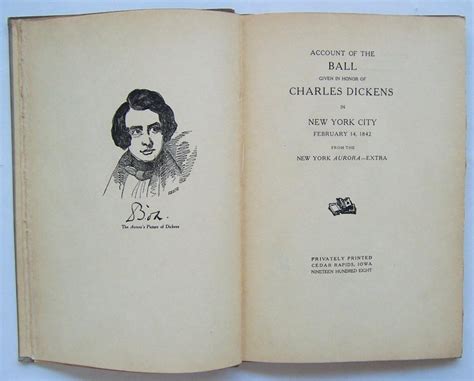 Boz.
The Aurora's Picture of Dickens
ACCOUNT OF THE
BALL
GIVEN IN HONOR OF
CHARLES DICKENS
IN
NEW YORK CITY
FEBRUARY 14, 1842
FROM THE
NEW YORK AURORA—EXTRA
PRIVATELY PRINTED
CEDAR RAPIDS, IOWA
NINETEEN HUNDRED EIGHT